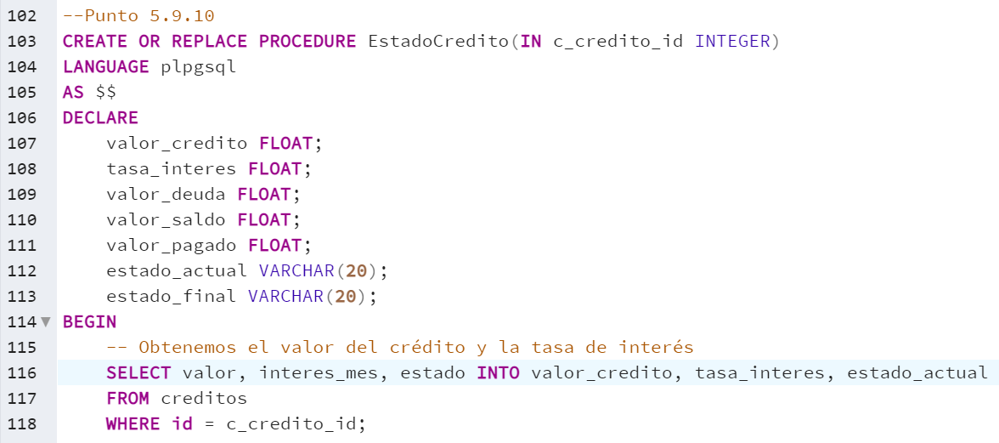 102 --Punto 5.9.10
103 CREATE OR REPLACE PROCEDURE EstadoCredito(IN c_credito_id INTEGER)
104 LANGUAGE plpgsql
105 AS $$
106 DECLARE
107     valor_credito FLOAT;
108     tasa_interes FLOAT;
109     valor_deuda FLOAT;
110     valor_saldo FLOAT;
111     valor_pagado FLOAT;
112     estado_actual VARCHAR(20);
113     estado_final VARCHAR(20);
114 BEGIN
115     -- Obtenemos el valor del crédito y la tasa de interés
116     SELECT valor, interes_mes, estado INTO valor_credito, tasa_interes, estado_actual
117     FROM creditos
118     WHERE id = c_credito_id;